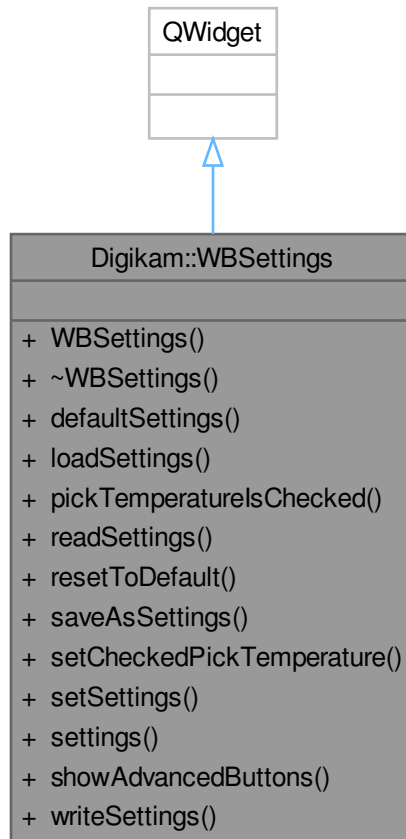 QWidget
Digikam::WBSettings
+ WBSettings()
+ ~WBSettings()
+ defaultSettings()
+ loadSettings()
+ pickTemperatureIsChecked()
+ readSettings()
+ resetToDefault()
+ saveAsSettings()
+ setCheckedPickTemperature()
+ setSettings()
+ settings()
+ showAdvancedButtons()
+ writeSettings()